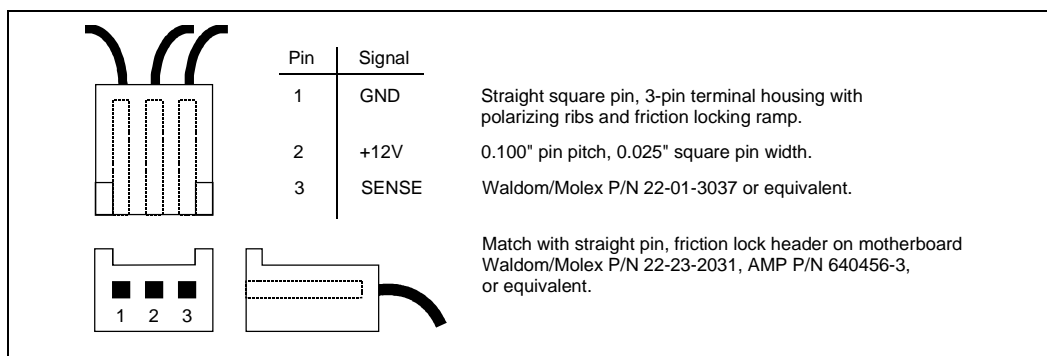 Pin Signal
1 GND
Straight square pin, 3-pin terminal housing with
polarizing ribs and friction locking ramp.
2 +12V
0.100" pin pitch, 0.025" square pin width.
3 SENSE
Waldom/Molex P/N 22-01-3037 or equivalent.
Match with straight pin, friction lock header on motherboard
Waldom/Molex P/N 22-23-2031, AMP P/N 640456-3,
or equivalent.
1 2 3